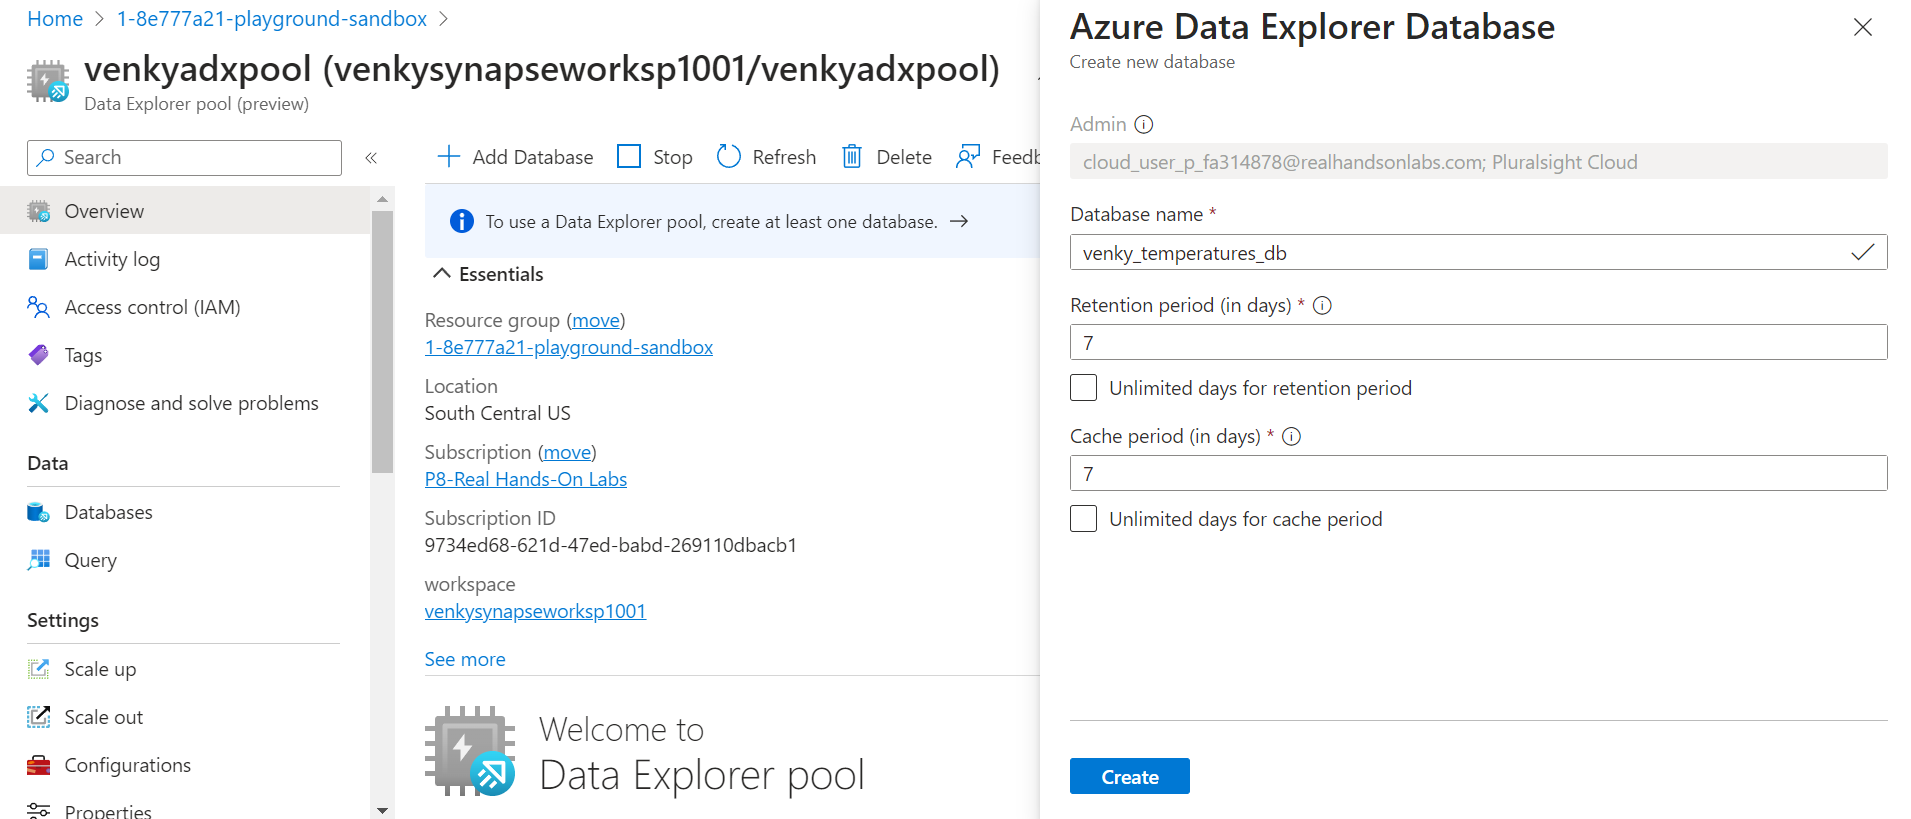 Home > 1-8e777a21-playground-sandbox >
venkyadxpool (venkysynapseworksp1001/venkyadxpool)
Data Explorer pool (preview)
Search
«
Overview
Activity log
Access control (IAM)
Tags
Diagnose and solve problems
Data
Databases
Query
Settings
Scale up
Scale out
Configurations
Properties
Add Database
Stop
Refresh
Delete
Feedb
To use a Data Explorer pool, create at least one database. →
Essentials
Resource group (move)
1-8e777a21-playground-sandbox
Location
South Central US
Subscription (move)
P8-Real Hands-On Labs
Subscription ID
9734ed68-621d-47ed-babd-269110dbacb1
workspace
venkysynapseworksp1001
See more
Welcome to
Data Explorer pool
Azure Data Explorer Database
Create new database
Admin
cloud_user_p_fa314878@realhandsonlabs.com; Pluralsight Cloud
Database name *
venky_temperatures_db
Retention period (in days) *
7
Unlimited days for retention period
Cache period (in days) *
7
Unlimited days for cache period
Create